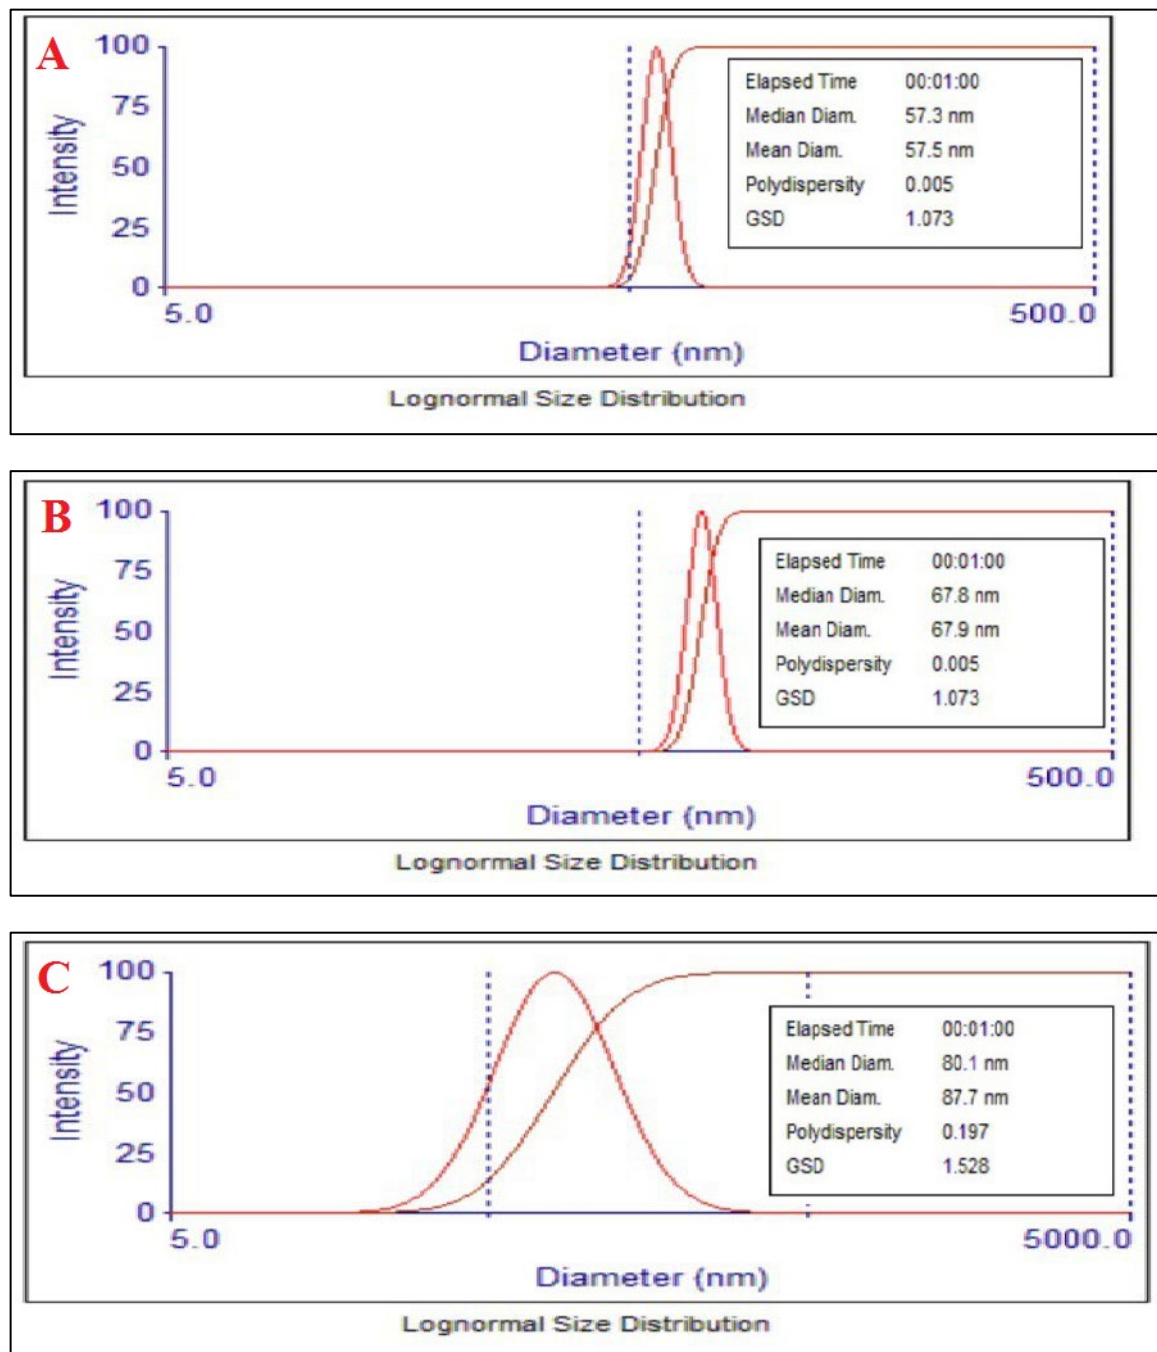 A
100
75
50
25
0
Intensity
5.0
500.0
Diameter (nm)
Elapsed Time 00:01:00
Median Diam. 57.3 nm
Mean Diam. 57.5 nm
Polydispersity 0.005
GSD 1.073
Lognormal Size Distribution
B
100
75
50
25
0
Intensity
5.0
500.0
Diameter (nm)
Elapsed Time 00:01:00
Median Diam. 67.8 nm
Mean Diam. 67.9 nm
Polydispersity 0.005
GSD 1.073
Lognormal Size Distribution
C
100
75
50
25
0
Intensity
5.0
5000.0
Diameter (nm)
Elapsed Time 00:01:00
Median Diam. 80.1 nm
Mean Diam. 87.7 nm
Polydispersity 0.197
GSD 1.528
Lognormal Size Distribution